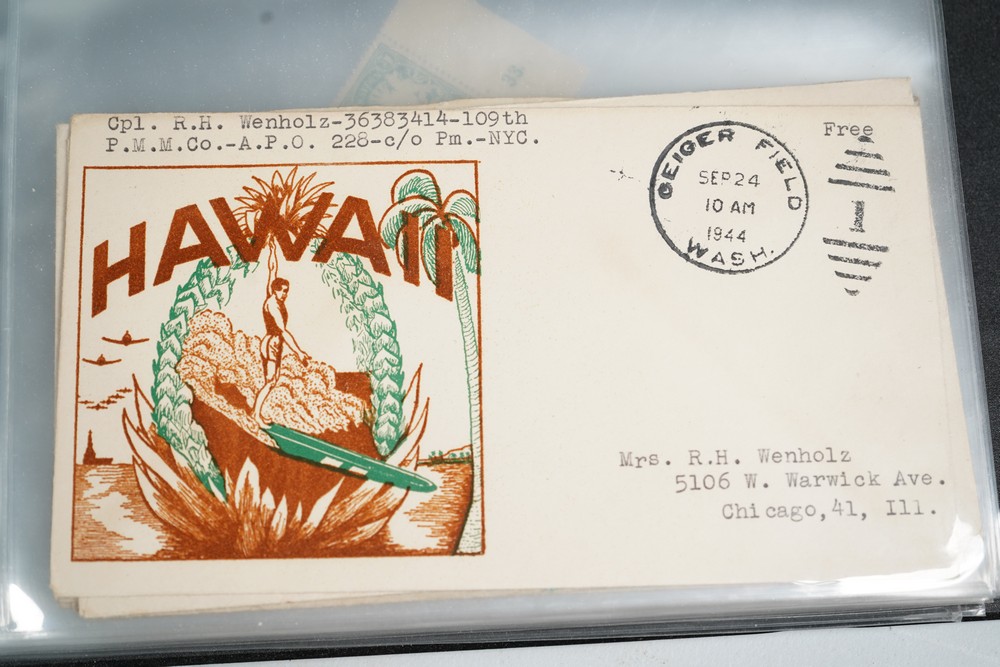 Cpl. R.H. Wenholz-36383414-109th
P.M.M.Co.-A.P.O. 228-c/o Pm.-NYC.
HAWAII
GEIGER FIELD
SEP 24
10 AM
1944
WASH.
Free
Mrs. R.H. Wenholz
5106 W. Warwick Ave.
Chicago,41, Ill.